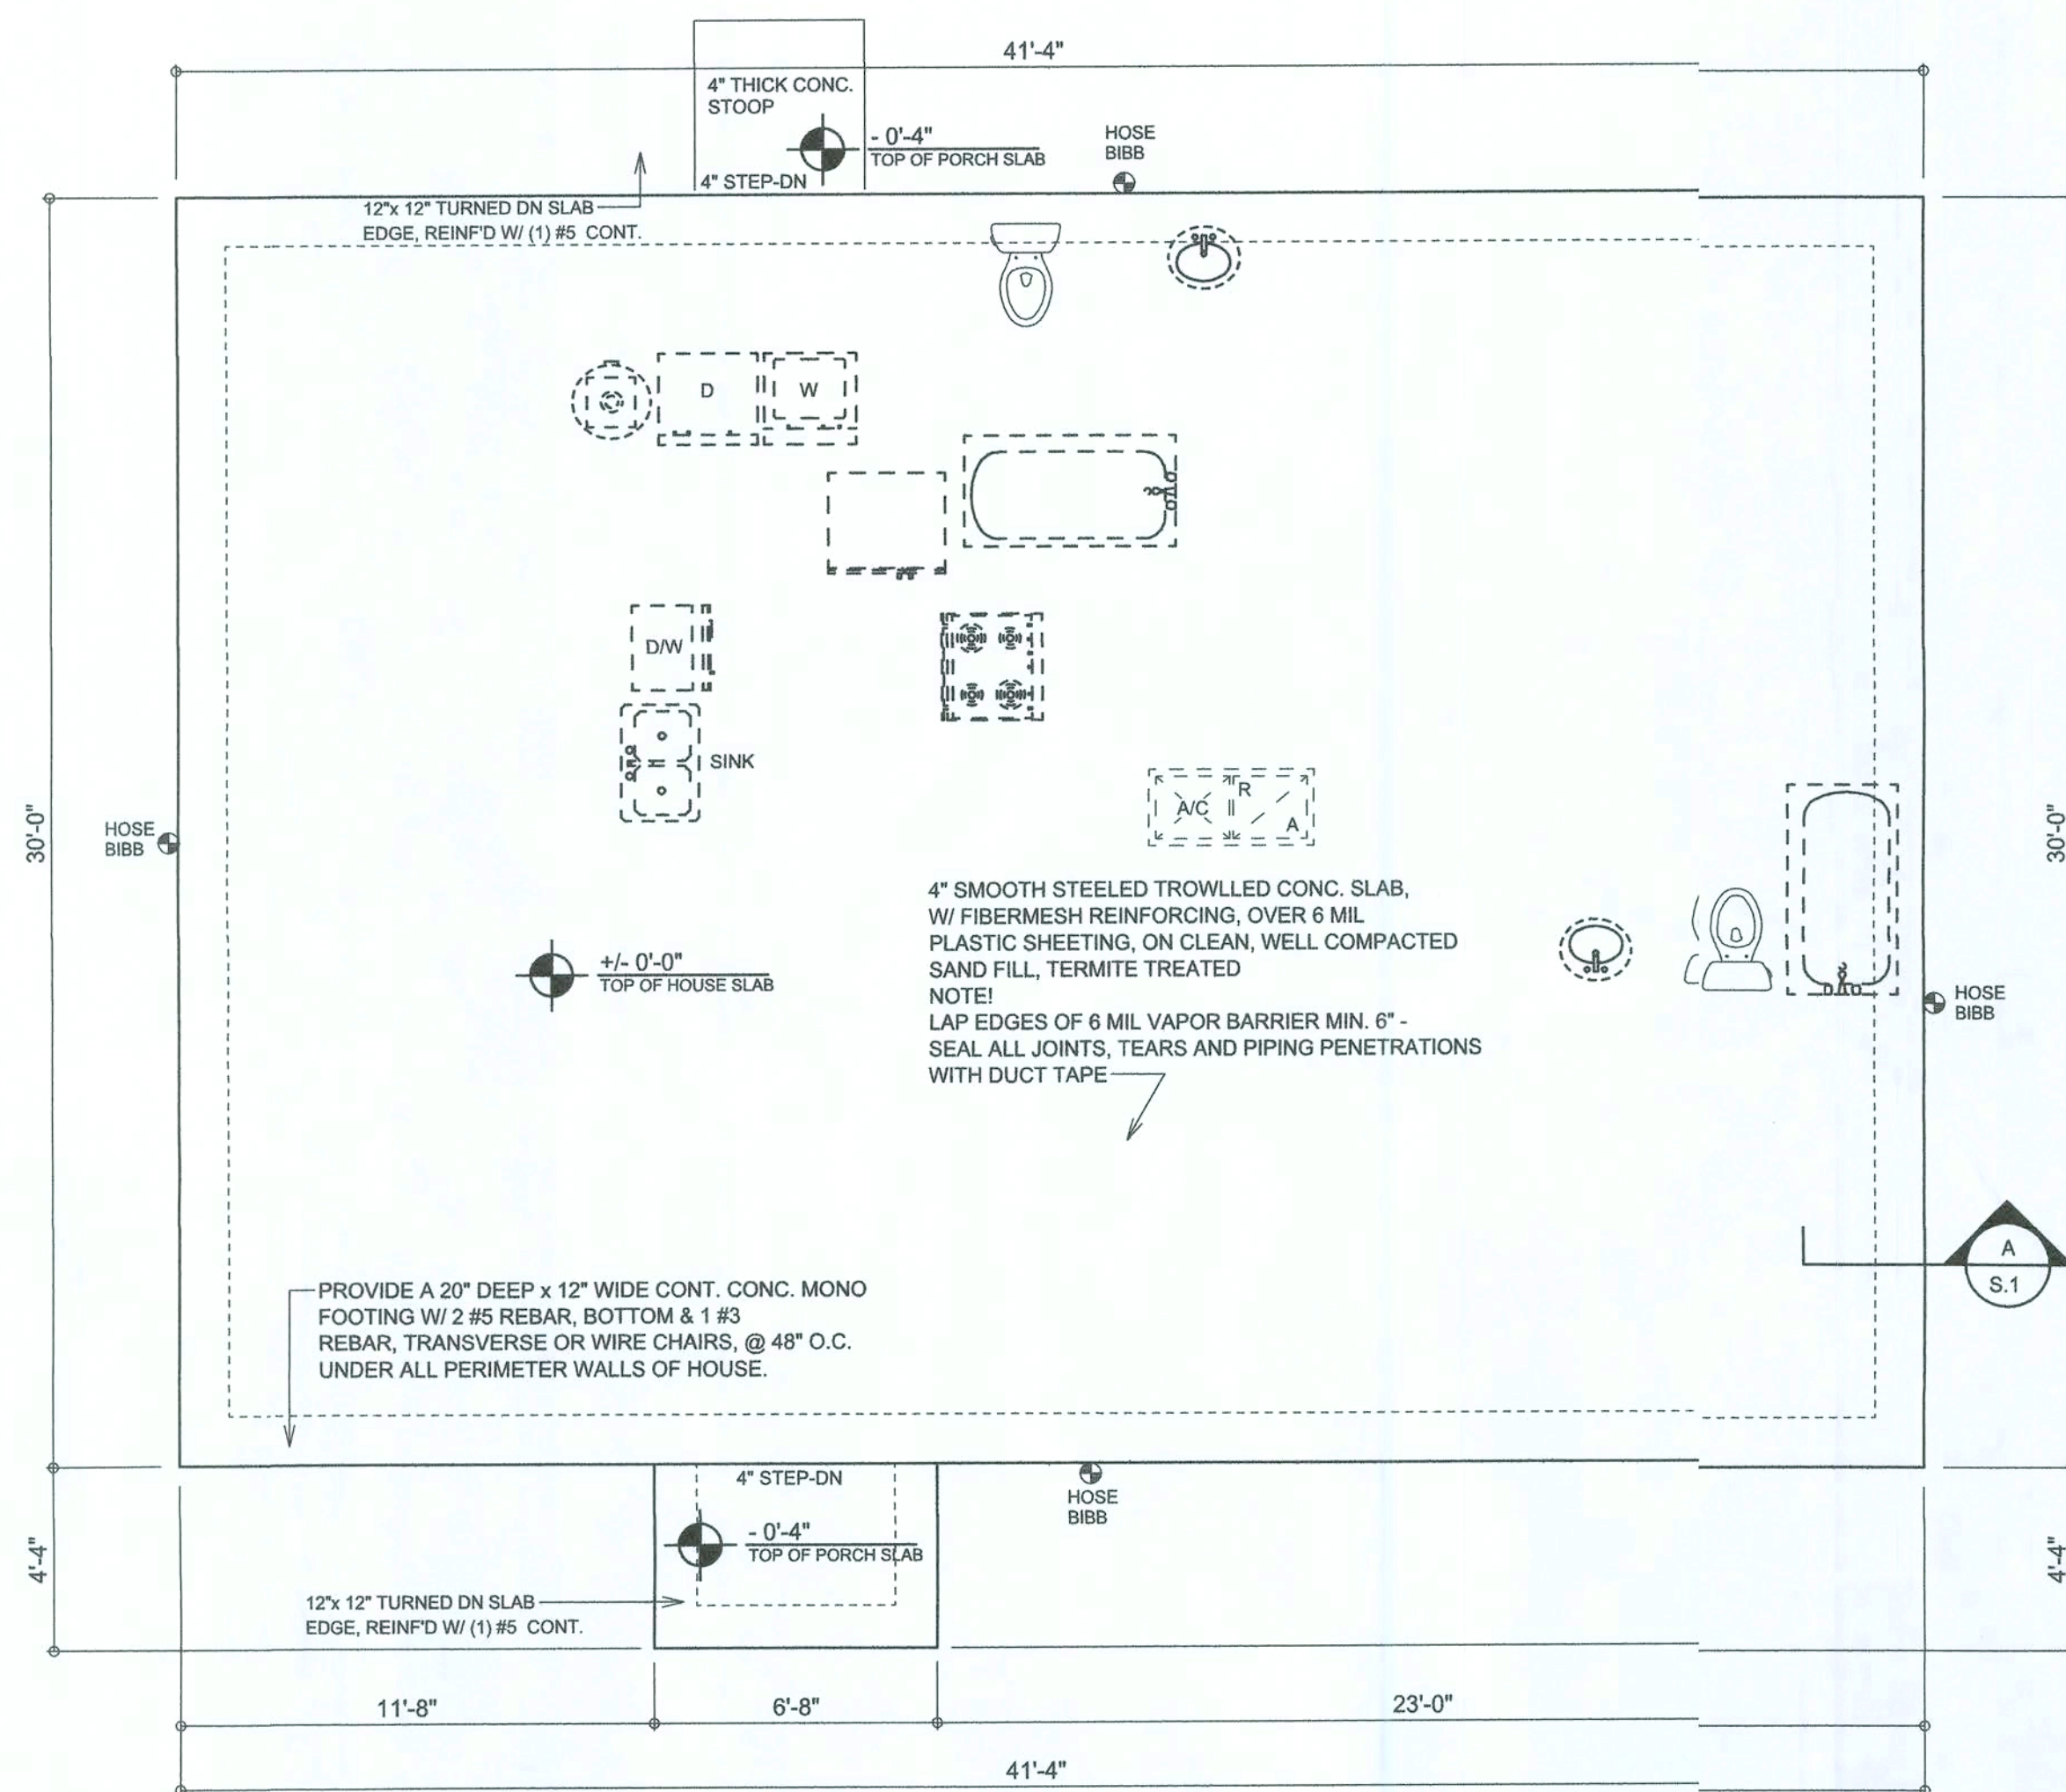 41'-4"
4" THICK CONC.
STOOP
- 0'-4"
TOP OF PORCH SLAB
4" STEP-DN
HOSE
BIBB
12"x 12" TURNED DN SLAB
EDGE, REINF'D W/ (1) #5 CONT.
D
W
D/W
SINK
A/C
R
A
30'-0"
HOSE
BIBB
30'-0"
4" SMOOTH STEELED TROWLLED CONC. SLAB,
W/ FIBERMESH REINFORCING, OVER 6 MIL
PLASTIC SHEETING, ON CLEAN, WELL COMPACTED
SAND FILL, TERMITE TREATED
NOTE!
LAP EDGES OF 6 MIL VAPOR BARRIER MIN. 6" -
SEAL ALL JOINTS, TEARS AND PIPING PENETRATIONS
WITH DUCT TAPE
+/- 0'-0"
TOP OF HOUSE SLAB
HOSE
BIBB
A
S.1
PROVIDE A 20" DEEP x 12" WIDE CONT. CONC. MONO
FOOTING W/ 2 #5 REBAR, BOTTOM & 1 #3
REBAR, TRANSVERSE OR WIRE CHAIRS, @ 48" O.C.
UNDER ALL PERIMETER WALLS OF HOUSE.
4" STEP-DN
HOSE
BIBB
- 0'-4"
TOP OF PORCH SLAB
4'-4"
4'-4"
12"x 12" TURNED DN SLAB
EDGE, REINF'D W/ (1) #5 CONT.
11'-8"
6'-8"
23'-0"
41'-4"